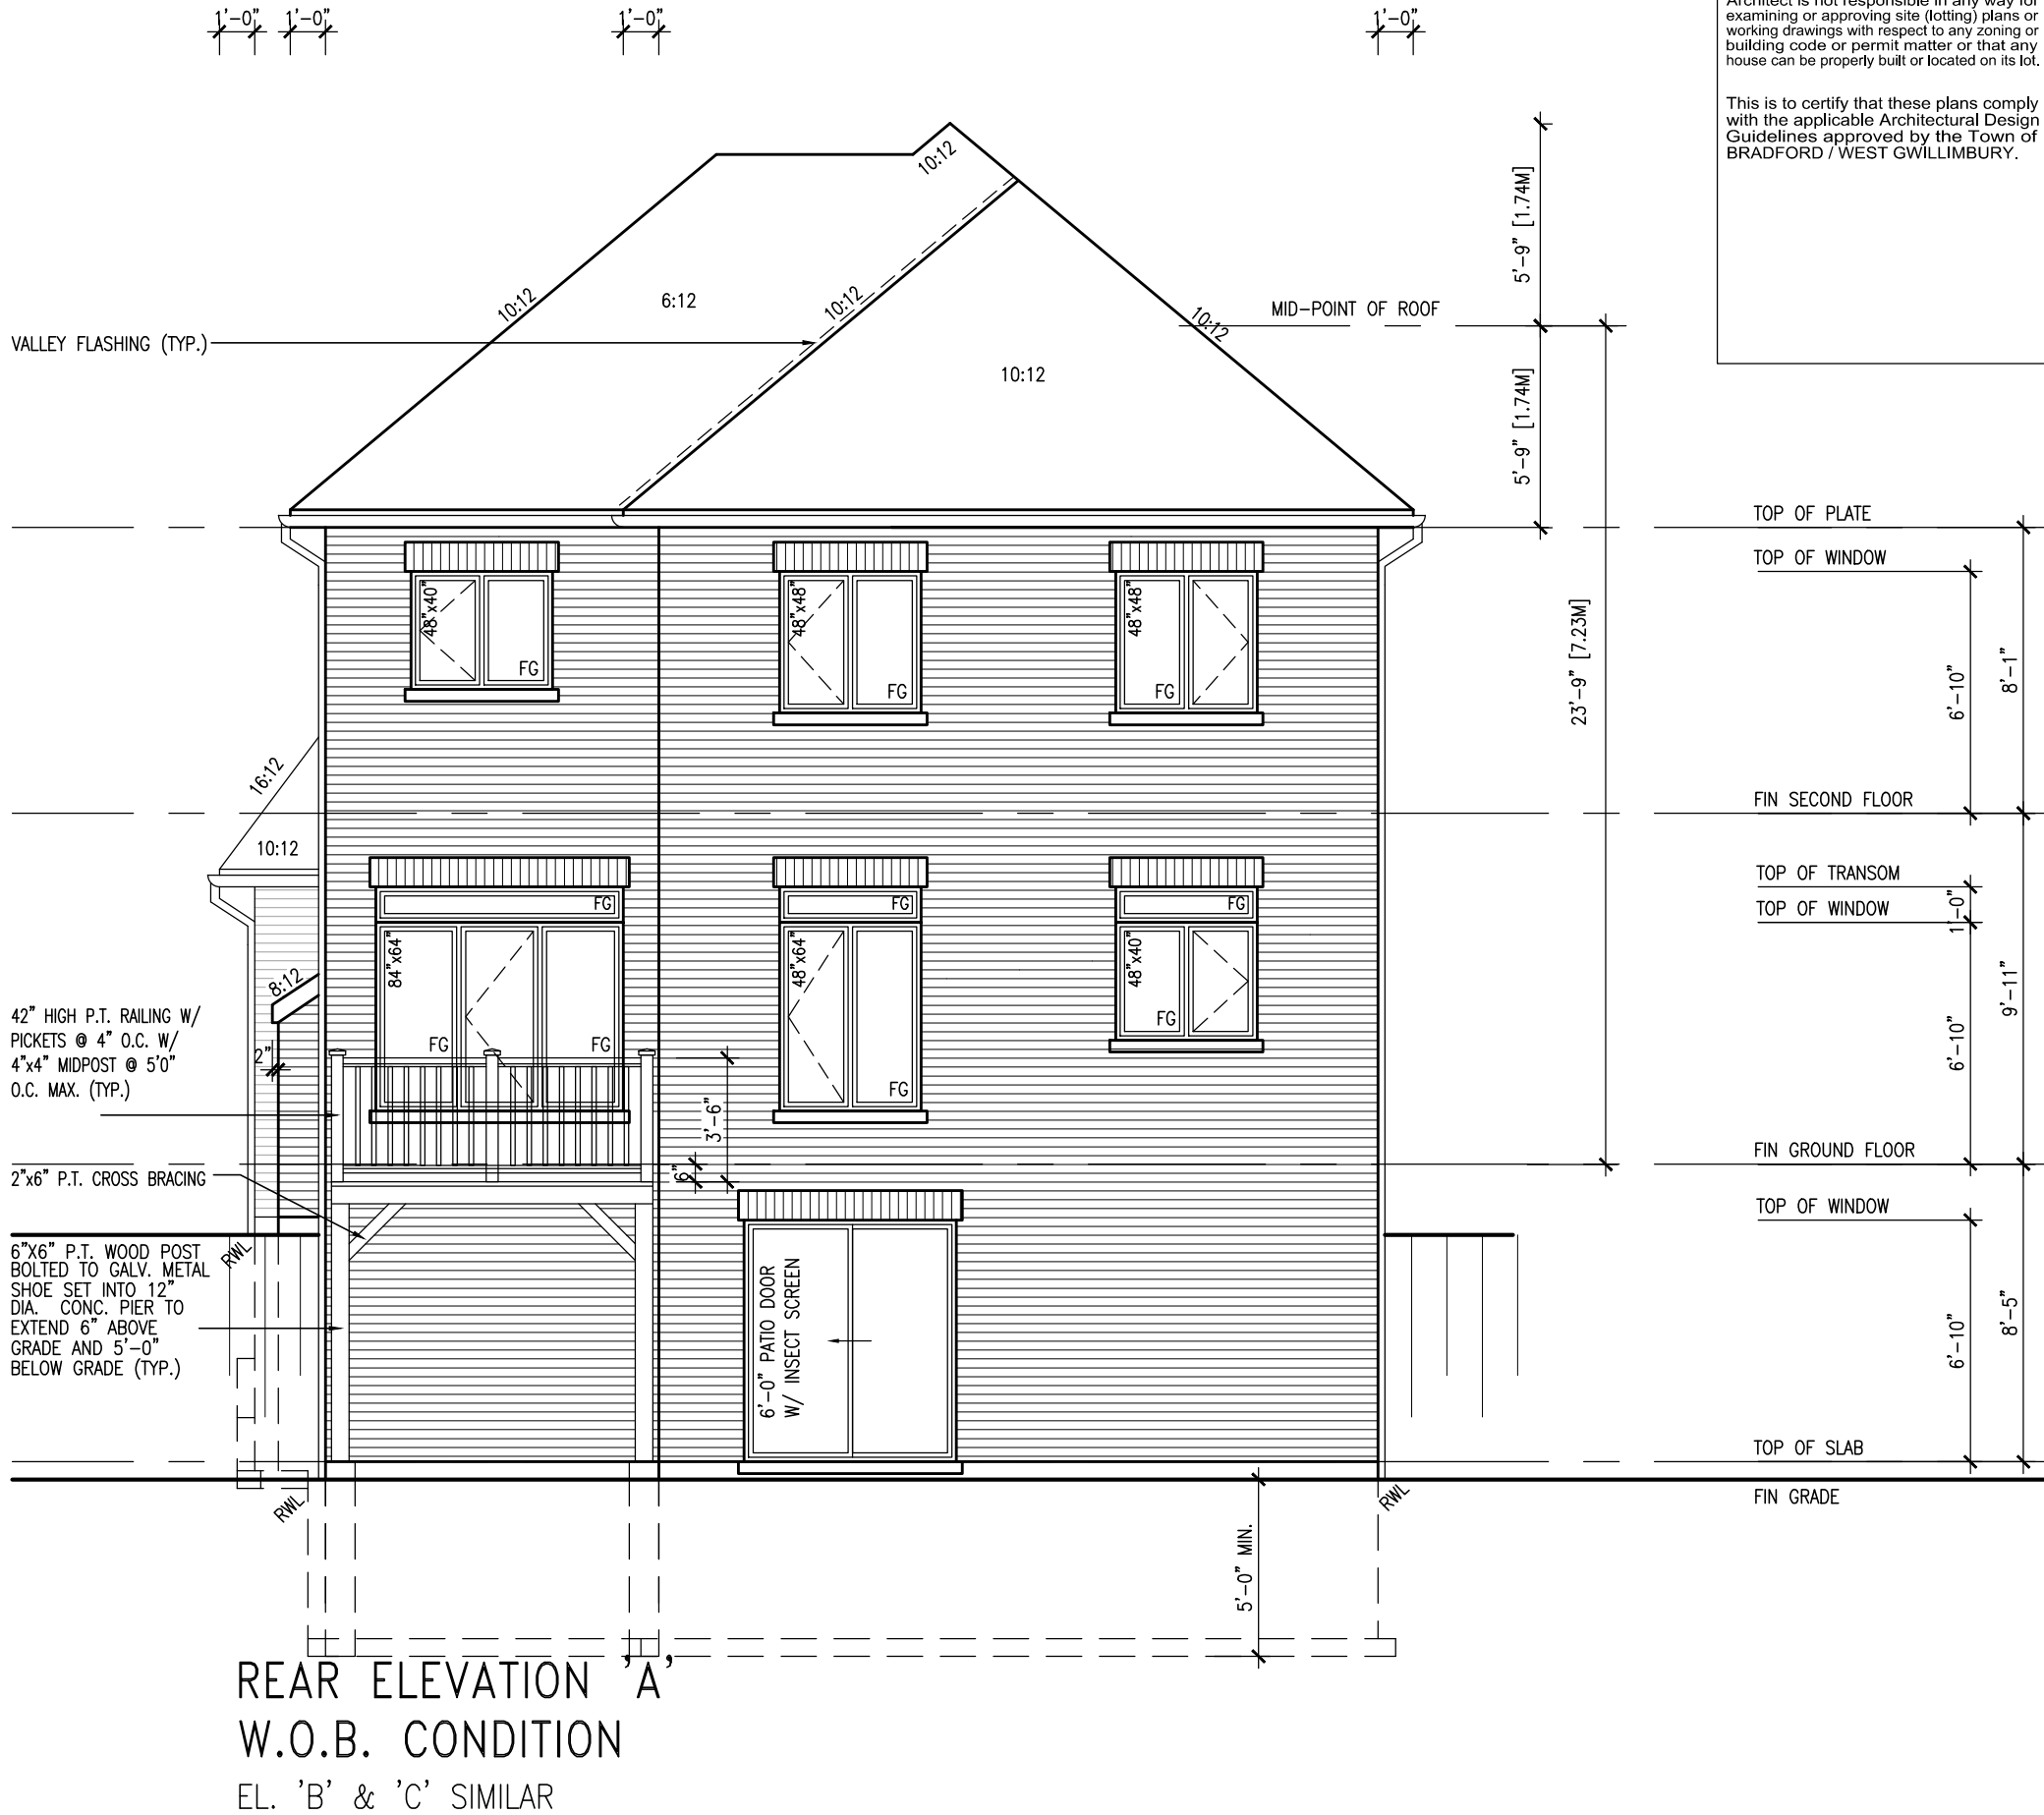 1'-0"
1'-0"
1'-0"
1'-0"
Architect is not responsible in any way for
examining or approving site (lotting) plans or
working drawings with respect to any zoning or
building code or permit matter or that any
house can be properly built or located on its lot.
This is to certify that these plans comply
with the applicable Architectural Design
Guidelines approved by the Town of
BRADFORD / WEST GWILLIMBURY.
10:12
10:12
6:12
10:12
10:12
10:12
VALLEY FLASHING (TYP.)
MID-POINT OF ROOF
5'-9" [1.74M]
5'-9" [1.74M]
23'-9" [7.23M]
TOP OF PLATE
TOP OF WINDOW
6'-10"
8'-1"
FIN SECOND FLOOR
TOP OF TRANSOM
TOP OF WINDOW
1'-0"
6'-10"
9'-11"
FIN GROUND FLOOR
TOP OF WINDOW
6'-10"
8'-5"
TOP OF SLAB
FIN GRADE
48"x40"
FG
48"x48"
FG
48"x48"
FG
16:12
10:12
8:12
2"
FG
84"x64"
FG
FG
FG
48"x64"
FG
FG
48"x40"
FG
3'-6"
6"
42" HIGH P.T. RAILING W/
PICKETS @ 4" O.C. W/
4"x4" MIDPOST @ 5'0"
O.C. MAX. (TYP.)
2"x6" P.T. CROSS BRACING
6"X6" P.T. WOOD POST
BOLTED TO GALV. METAL
SHOE SET INTO 12"
DIA. CONC. PIER TO
EXTEND 6" ABOVE
GRADE AND 5'-0"
BELOW GRADE (TYP.)
RWL
6'-0" PATIO DOOR
W/ INSECT SCREEN
RWL
RWL
5'-0" MIN.
REAR ELEVATION 'A'
W.O.B. CONDITION
EL. 'B' & 'C' SIMILAR